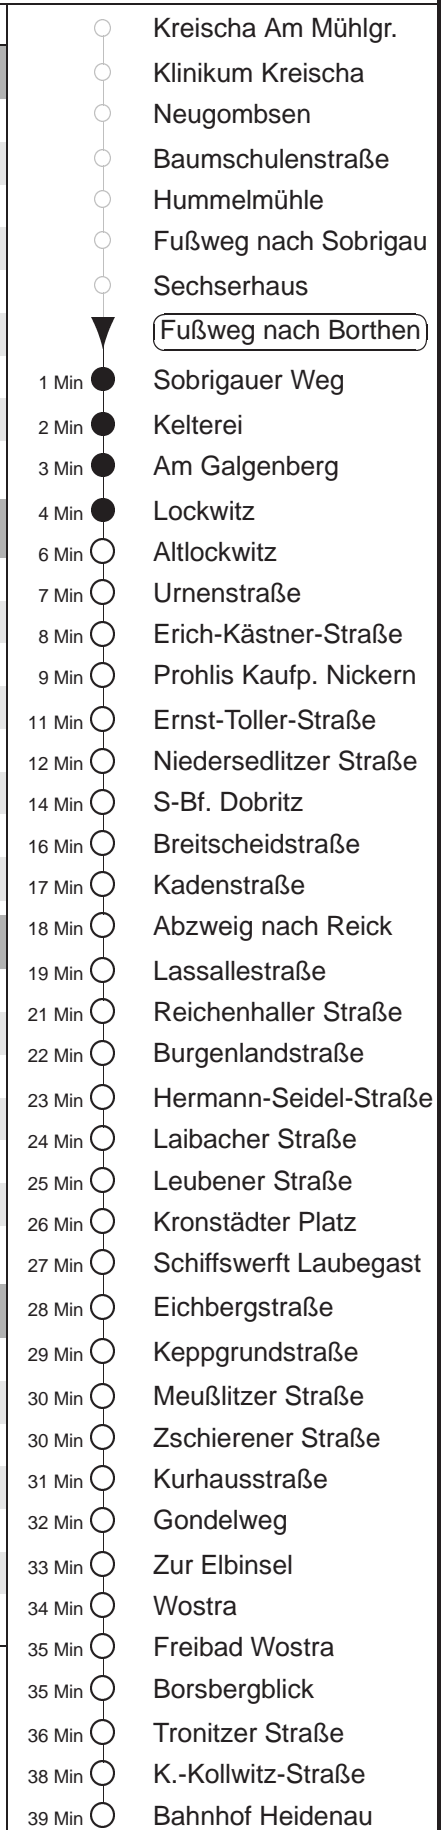 Kreischa Am Mühlgr.
Klinikum Kreischa
Neugombsen
Baumschulenstraße
Hummelmühle
Fußweg nach Sobrigau
Sechserhaus
Fußweg nach Borthen
1 Min Sobrigauer Weg
2 Min Kelterei
3 Min Am Galgenberg
4 Min Lockwitz
6 Min Altlockwitz
7 Min Urnenstraße
8 Min Erich-Kästner-Straße
9 Min Prohlis Kaufp. Nickern
11 Min Ernst-Toller-Straße
12 Min Niedersedlitzer Straße
14 Min S-Bf. Dobritz
16 Min Breitscheidstraße
17 Min Kadenstraße
18 Min Abzweig nach Reick
19 Min Lassallestraße
21 Min Reichenhaller Straße
22 Min Burgenlandstraße
23 Min Hermann-Seidel-Straße
24 Min Laibacher Straße
25 Min Leubener Straße
26 Min Kronstädter Platz
27 Min Schiffswerft Laubegast
28 Min Eichbergstraße
29 Min Keppgrundstraße
30 Min Meußlitzer Straße
30 Min Zschierener Straße
31 Min Kurhausstraße
32 Min Gondelweg
33 Min Zur Elbinsel
34 Min Wostra
35 Min Freibad Wostra
35 Min Borsbergblick
36 Min Tronitzer Straße
38 Min K.-Kollwitz-Straße
39 Min Bahnhof Heidenau